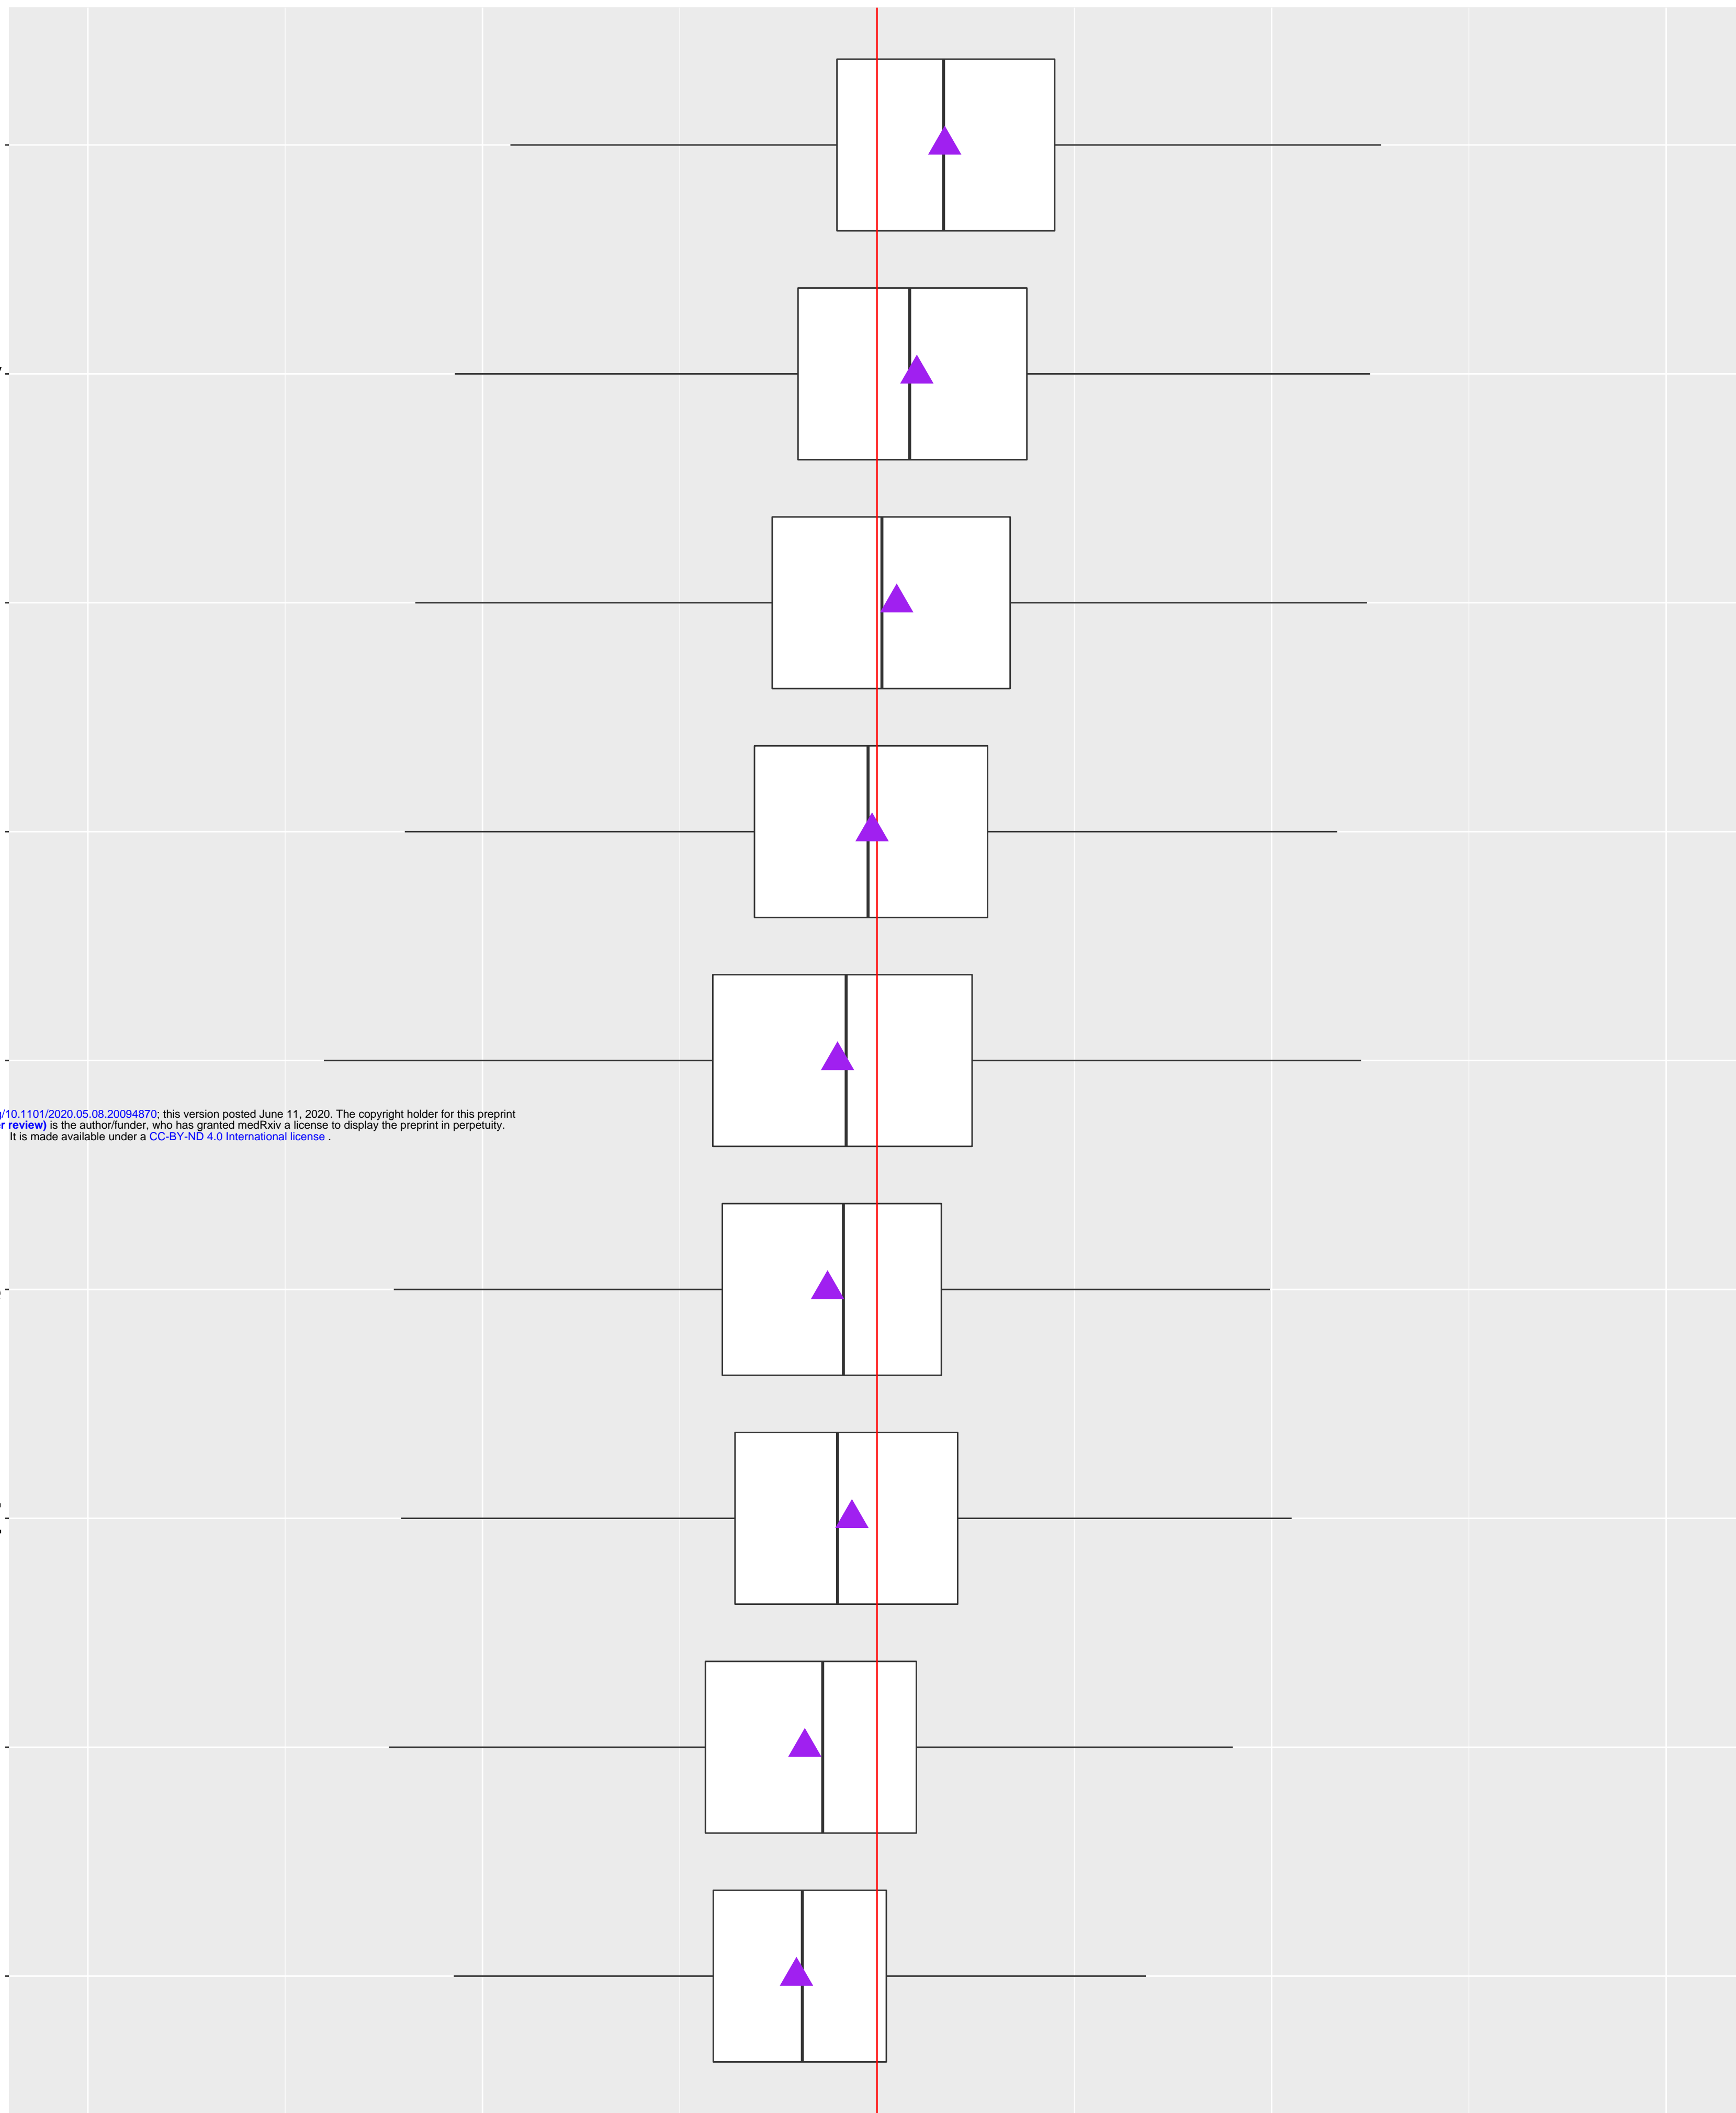 /10.1101/2020.05.08.20094870; this version posted June 11, 2020. The copyright holder for this preprint
review) is the author/funder, who has granted medRxiv a license to display the preprint in perpetuity.
It is made available under a CC-BY-ND 4.0 International license .